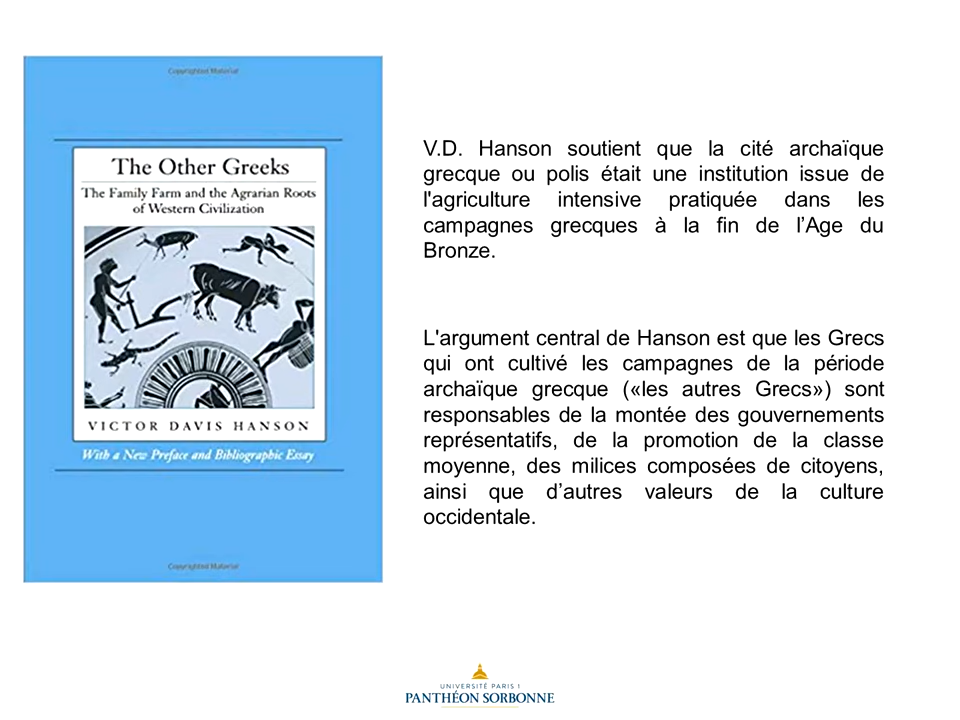 Copyrighted Material
The Other Greeks
The Family Farm and the Agrarian Roots
of Western Civilization
VICTOR DAVIS HANSON
With a New Preface and Bibliographic Essay
Copyrighted Material
V.D. Hanson soutient que la cité archaïque
grecque ou polis était une institution issue de
l'agriculture intensive pratiquée dans les
campagnes grecques à la fin de l’Age du
Bronze.
L'argument central de Hanson est que les Grecs
qui ont cultivé les campagnes de la période
archaïque grecque («les autres Grecs») sont
responsables de la montée des gouvernements
représentatifs, de la promotion de la classe
moyenne, des milices composées de citoyens,
ainsi que d’autres valeurs de la culture
occidentale.
UNIVERSITÉ PARIS 1
PANTHÉON SORBONNE